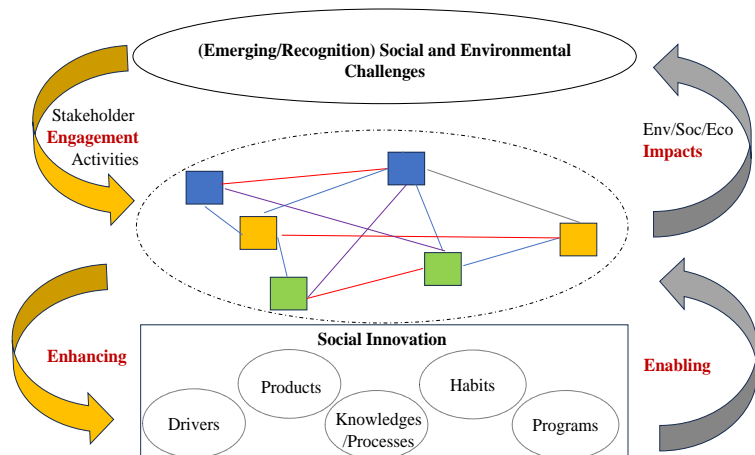 (Emerging/Recognition) Social and Environmental
Challenges
Stakeholder
Engagement
Activities
Env/Soc/Eco
Impacts
Enhancing
Enabling
Social Innovation
Drivers
Products
Knowledges
/Processes
Habits
Programs